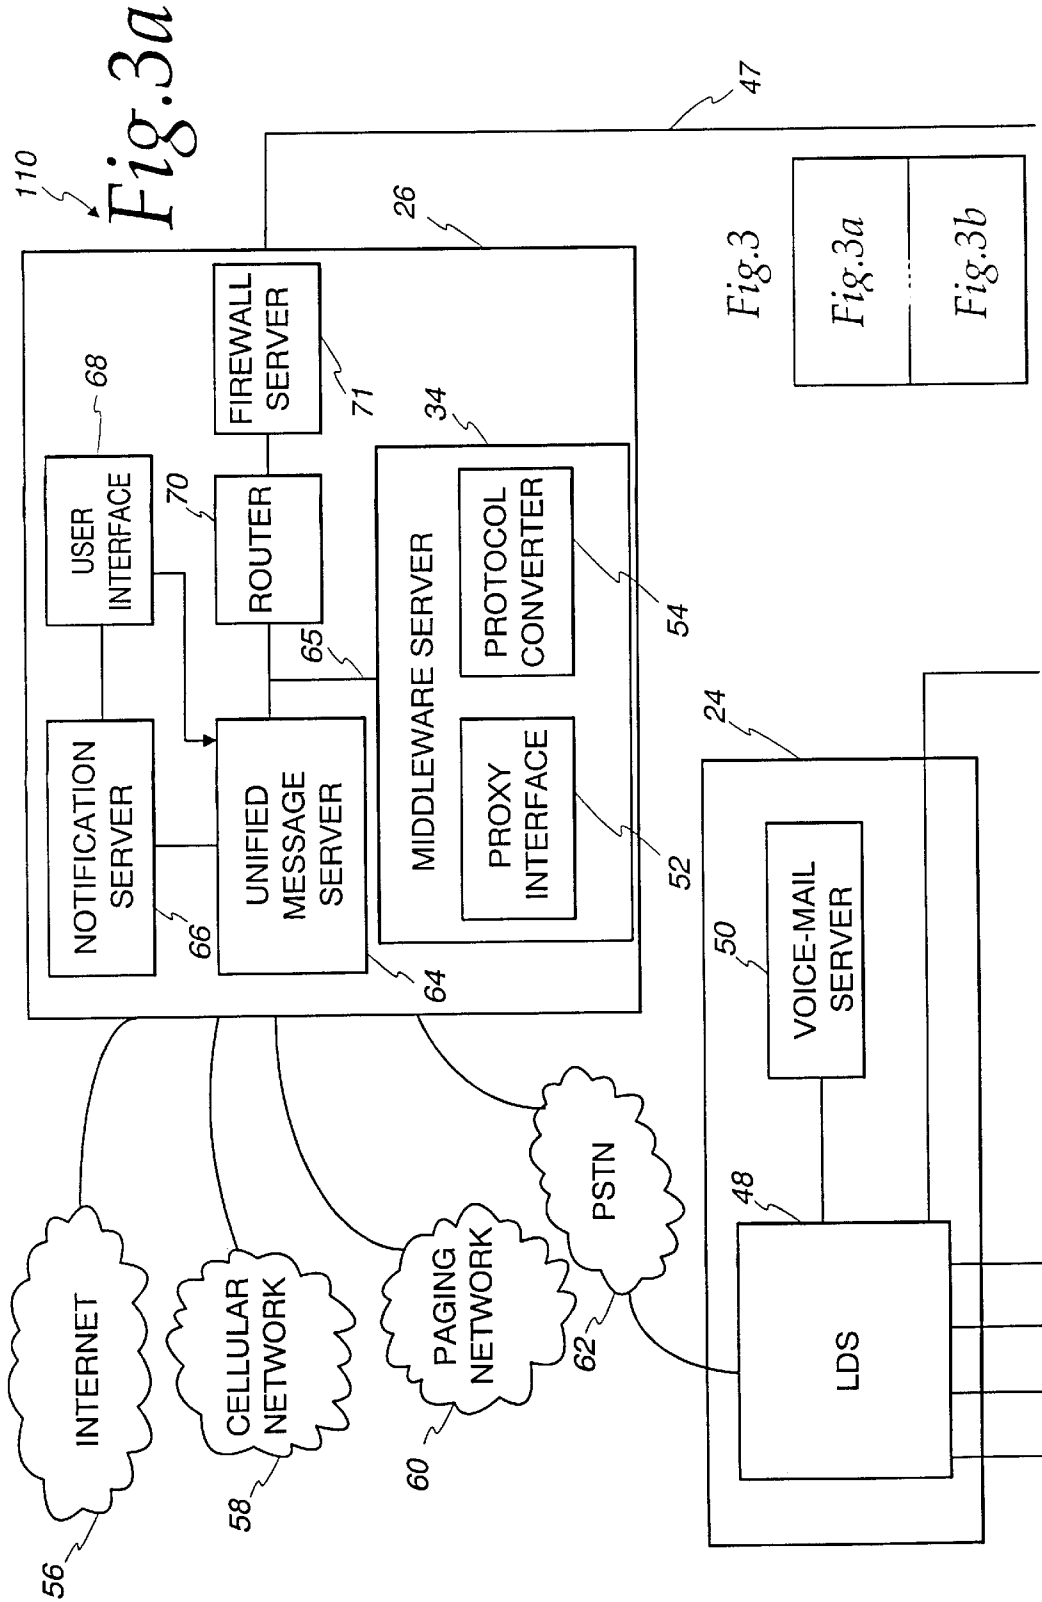 110
Fig.3a
56
INTERNET
58
CELLULAR
NETWORK
60
PAGING
NETWORK
62
PSTN
26
NOTIFICATION
SERVER
66
USER
INTERFACE
68
UNIFIED
MESSAGE
SERVER
64
65
70
ROUTER
FIREWALL
SERVER
71
MIDDLEWARE SERVER
34
PROXY
INTERFACE
52
PROTOCOL
CONVERTER
54
47
24
LDS
48
50
VOICE-MAIL
SERVER
Fig.3
Fig.3a
Fig.3b